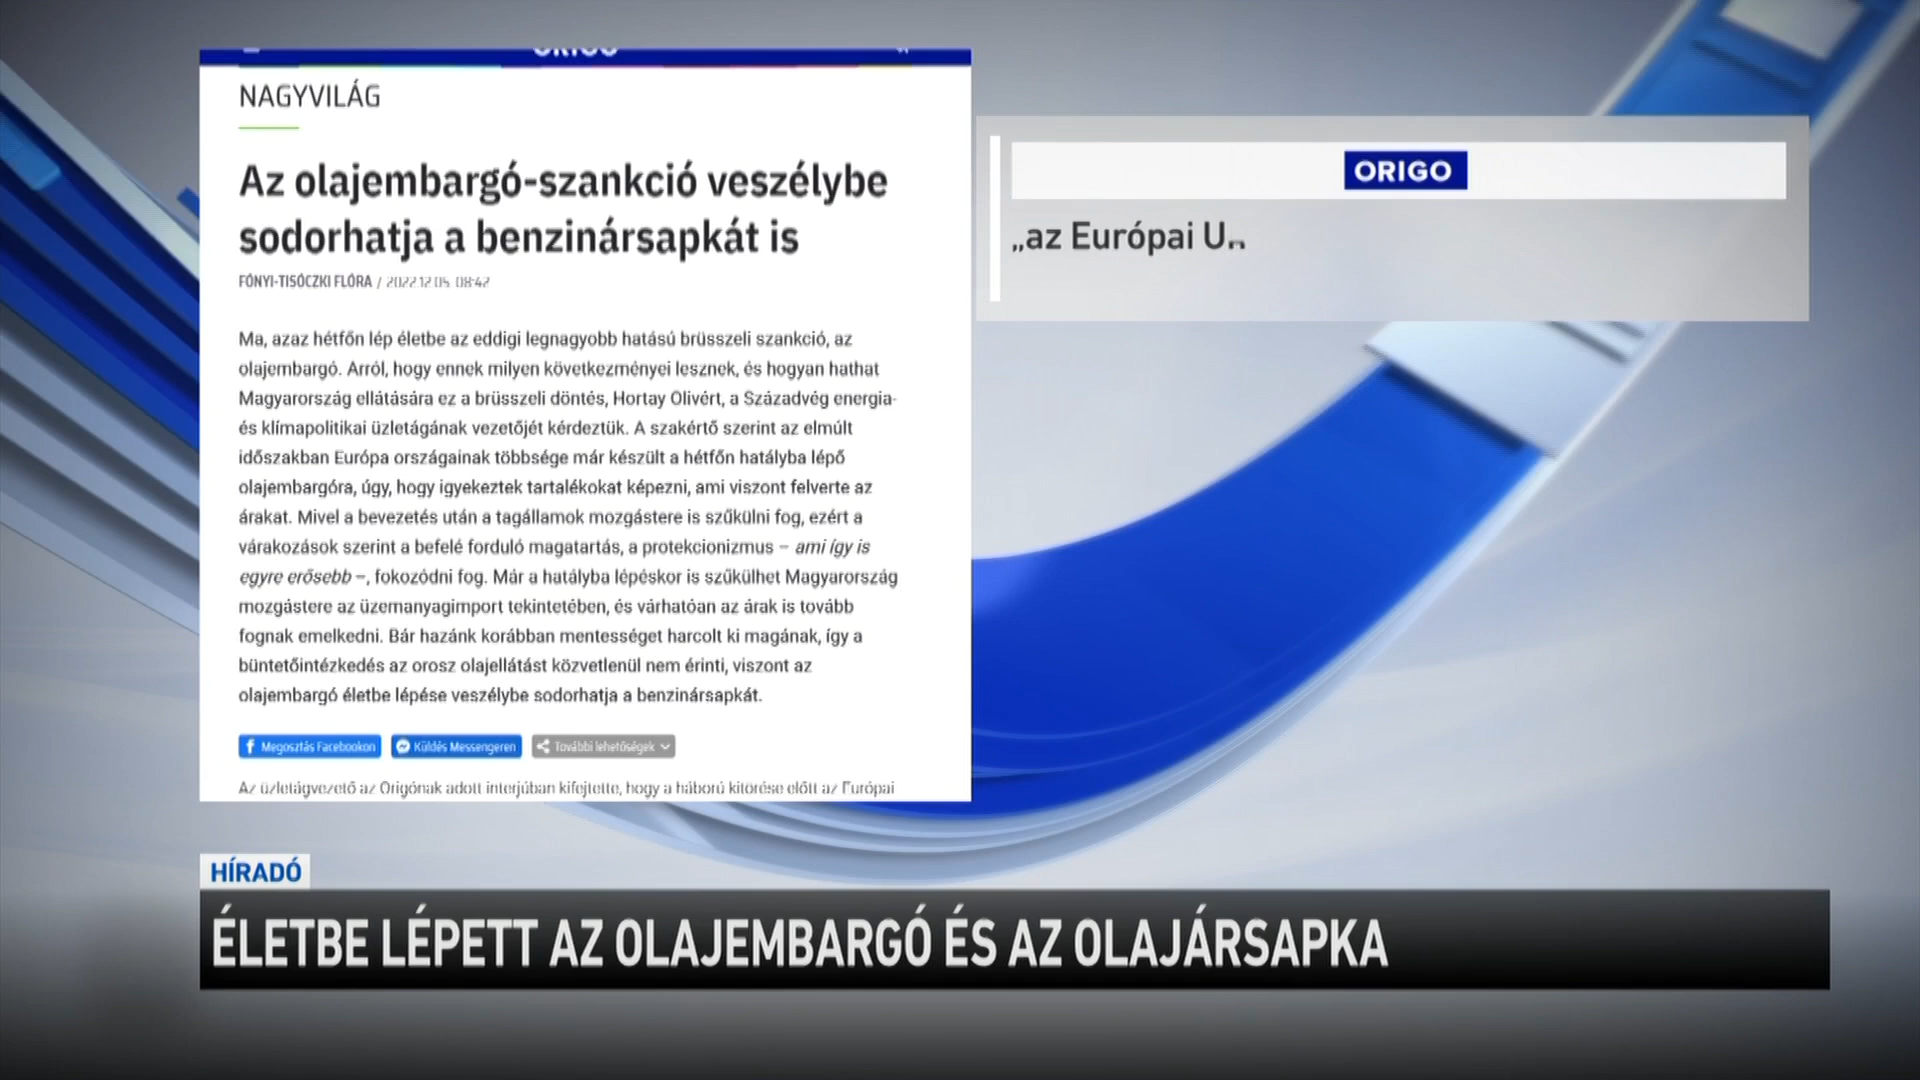 NAGYVILÁG
Az olajembargó-szankció veszélybe
sodorhatja a benzinársapkát is
FÓNYI-TISÓCZKI FLÓRA / 2022.12.05. 08:42
Ma, azaz hétfőn lép életbe az eddigi legnagyobb hatású brüsszeli szankció, az
olajembargó. Arról, hogy ennek milyen következményei lesznek, és hogyan hathat
Magyarország ellátására ez a brüsszeli döntés, Hortay Olivért, a Századvég energia-
és klímapolitikai üzletágának vezetőjét kérdeztük. A szakértő szerint az elmúlt
időszakban Európa országainak többsége már készült a hétfőn hatályba lépő
olajembargóra, úgy, hogy igyekeztek tartalékokat képezni, ami viszont felverte az
árakat. Mivel a bevezetés után a tagállamok mozgástere is szűkülni fog, ezért a
várakozások szerint a befelé forduló magatartás, a protekcionizmus – ami így is
egyre erősebb –, fokozódni fog. Már a hatályba lépéskor is szűkülhet Magyarország
mozgástere az üzemanyagimport tekintetében, és várhatóan az árak is tovább
fognak emelkedni. Bár hazánk korábban mentességet harcolt ki magának, így a
büntetőintézkedés az orosz olajellátást közvetlenül nem érinti, viszont az
olajembargó életbe lépése veszélybe sodorhatja a benzinársapkát.
Megosztás Facebookon Küldés Messengeren További lehetőségek
Az üzletágvezető az Origónak adott interjúban kifejtette, hogy a háború kitörése előtt az Európai
ORIGO
„az Európai U
HÍRADÓ
ÉLETBE LÉPETT AZ OLAJEMBARGÓ ÉS AZ OLAJÁRSAPKA